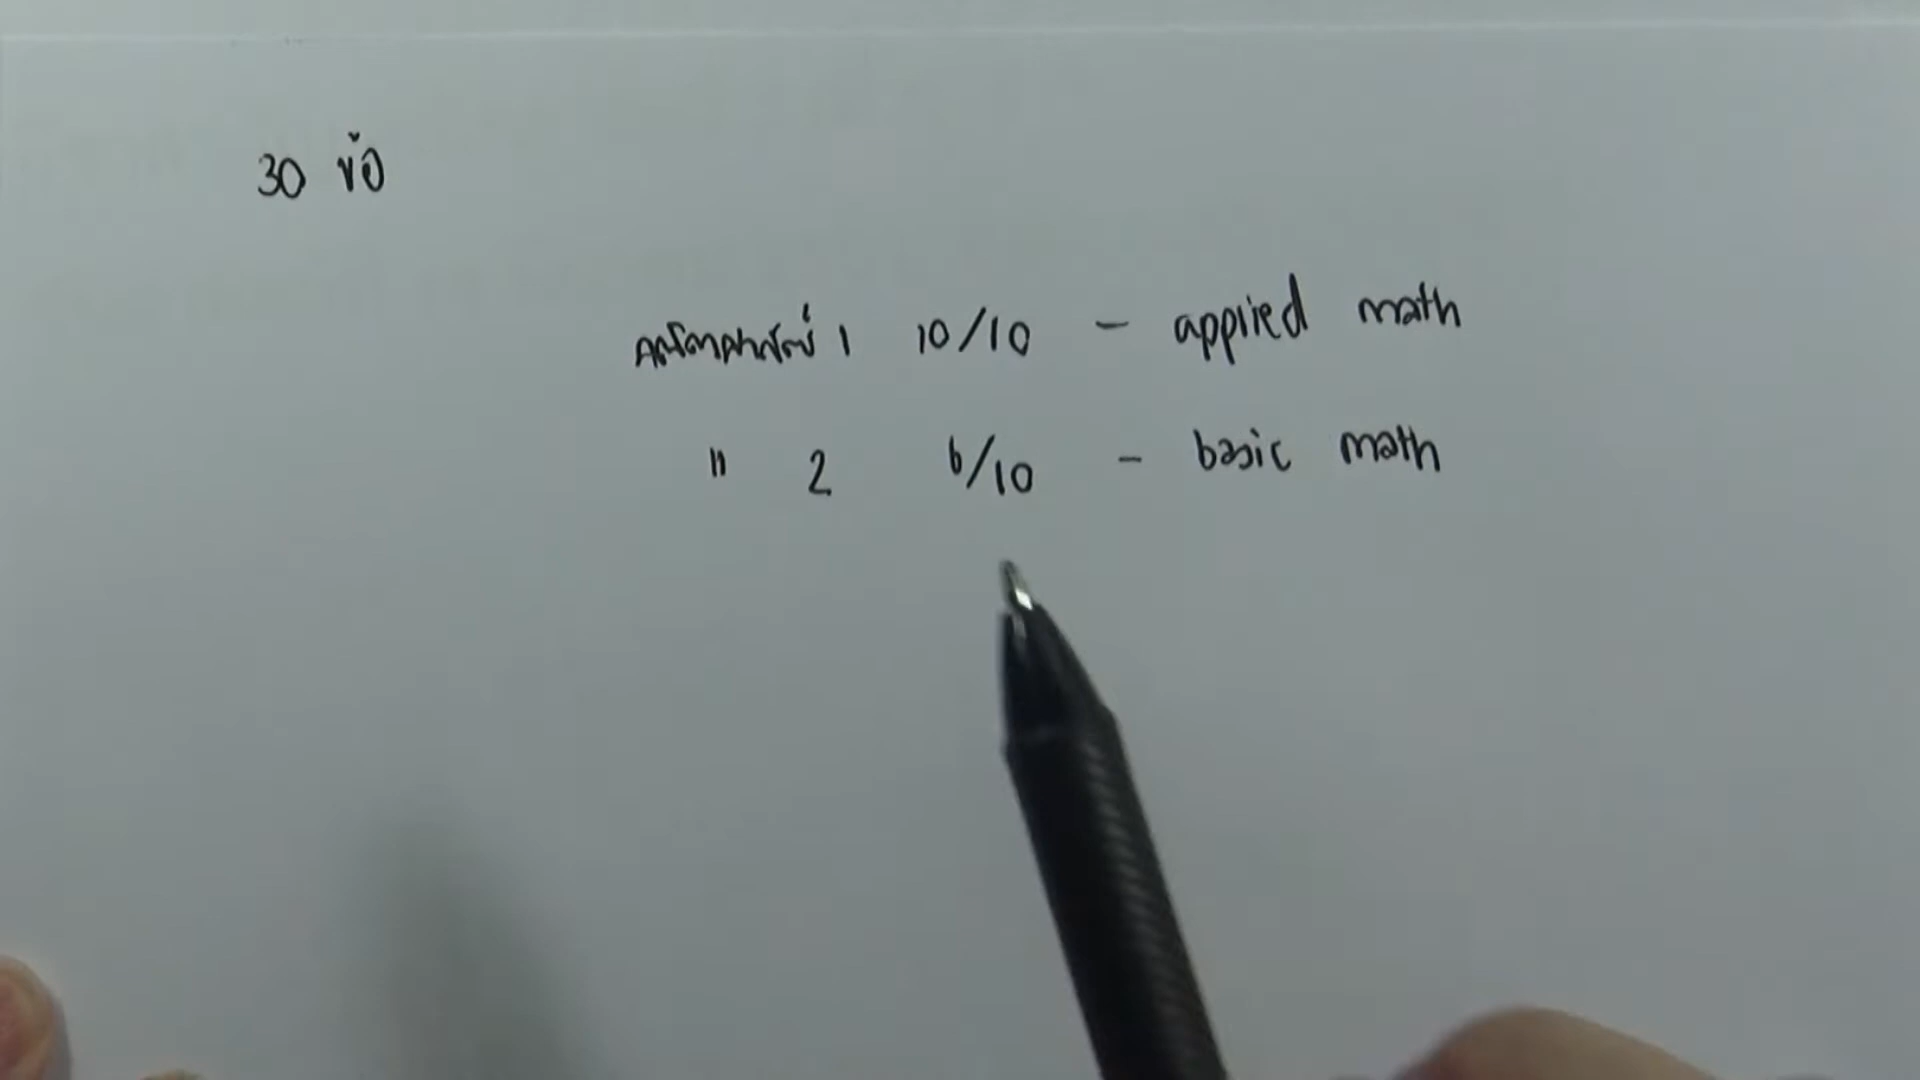 30 ข้อ
คณิตศาสตร์ 1 10/10 - applied math
" 2 6/10 - basic math